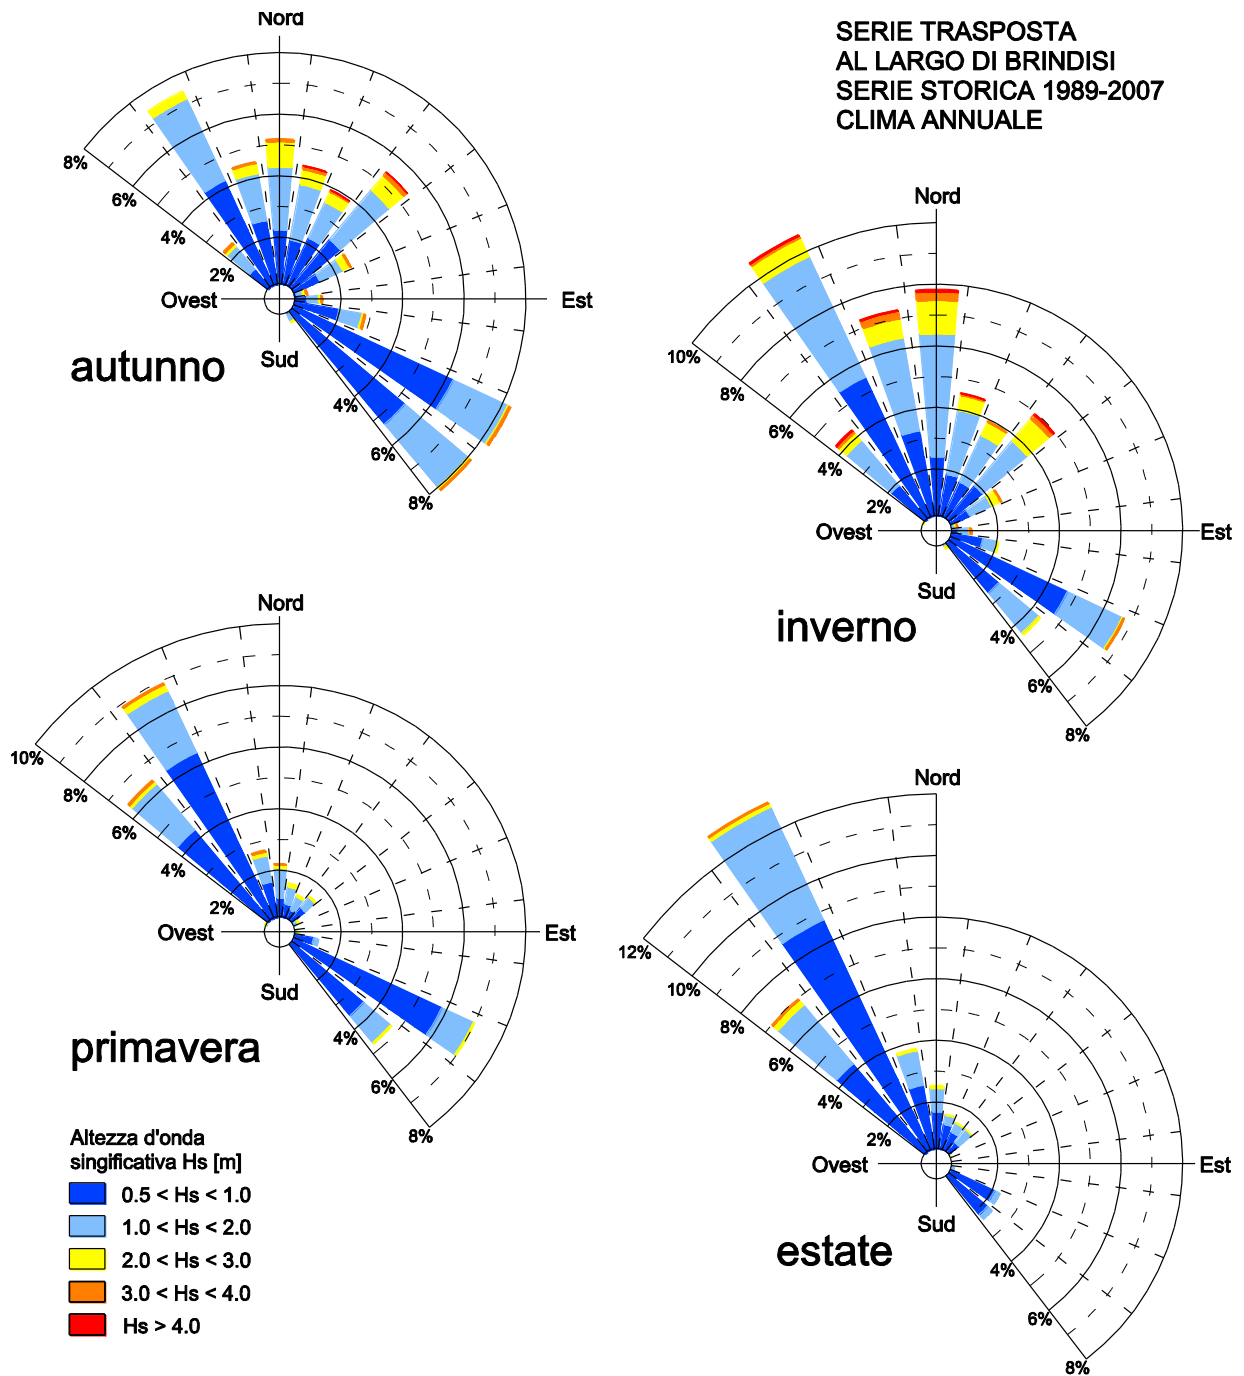 SERIE TRASPOSTA
AL LARGO DI BRINDISI
SERIE STORICA 1989-2007
CLIMA ANNUALE
Nord
8%
6%
4%
2%
Ovest
Est
Sud
4%
6%
8%
autunno
Nord
10%
8%
6%
4%
2%
Ovest
Est
Sud
4%
6%
8%
inverno
Nord
10%
8%
6%
4%
2%
Ovest
Est
Sud
4%
6%
8%
primavera
Nord
12%
10%
8%
6%
4%
2%
Ovest
Est
Sud
4%
6%
8%
estate
Altezza d'onda
singificativa Hs [m]
0.5 < Hs < 1.0
1.0 < Hs < 2.0
2.0 < Hs < 3.0
3.0 < Hs < 4.0
Hs > 4.0